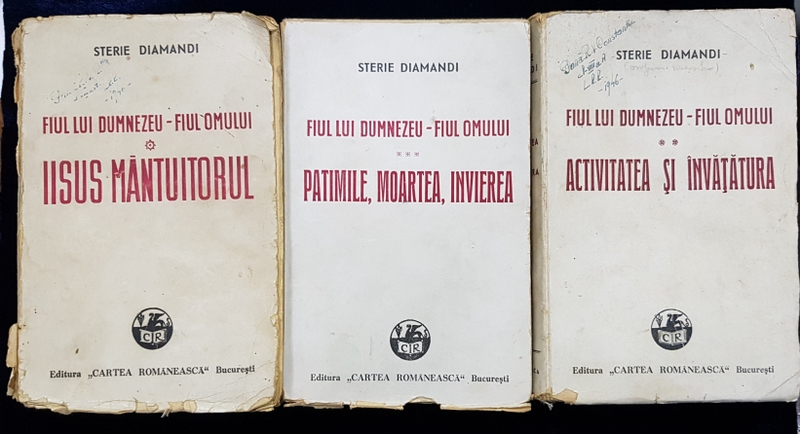 STERIE DIAMANDI
FIUL LUI DUMNEZEU - FIUL OMULUI
IISUS MÂNTUITORUL
CR
Editura „CARTEA ROMÂNEASCĂ“ București
STERIE DIAMANDI
FIUL LUI DUMNEZEU - FIUL OMULUI
* * *
PATIMILE, MOARTEA, INVIEREA
CR
Editura „CARTEA ROMÂNEASCĂ“ București
-1946-
STERIE DIAMANDI
FIUL LUI DUMNEZEU - FIUL OMULUI
* *
ACTIVITATEA ȘI ÎNVĂȚĂTURA
CR
Editura „CARTEA ROMÂNEASCĂ“ București